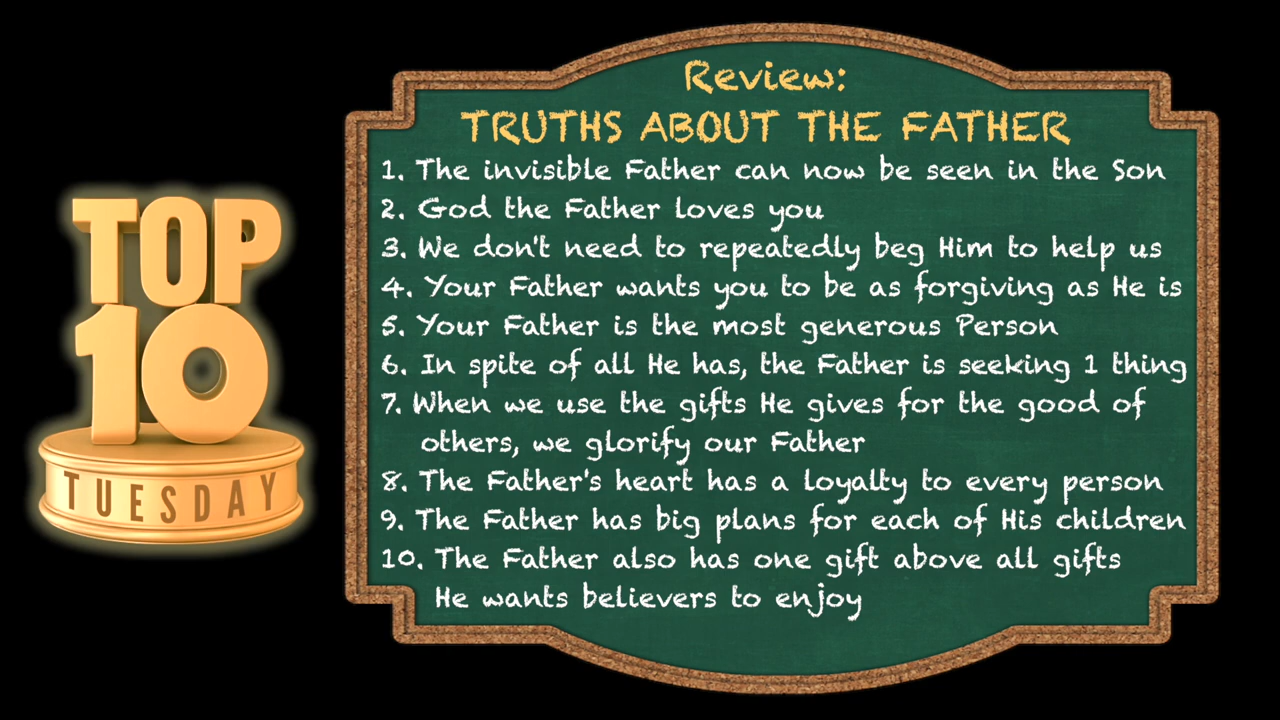 TOP
10
TUESDAY
Review:
TRUTHS ABOUT THE FATHER
1. The invisible Father can now be seen in the Son
2. God the Father loves you
3. We don't need to repeatedly beg Him to help us
4. Your Father wants you to be as forgiving as He is
5. Your Father is the most generous Person
6. In spite of all He has, the Father is seeking 1 thing
7. When we use the gifts He gives for the good of
others, we glorify our Father
8. The Father's heart has a loyalty to every person
9. The Father has big plans for each of His children
10. The Father also has one gift above all gifts
He wants believers to enjoy